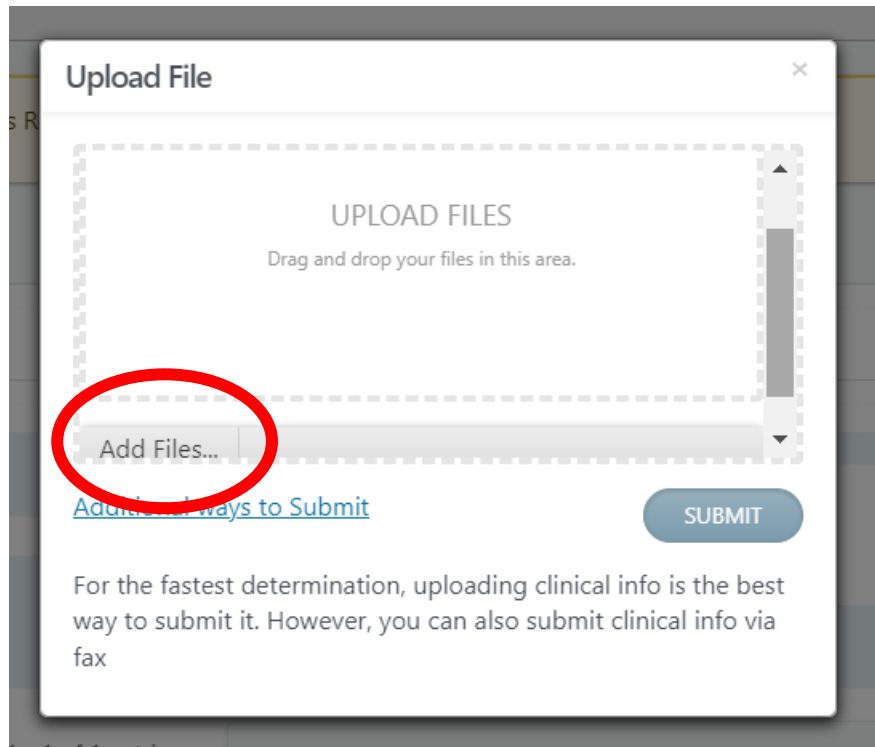 Upload File
×
s R
UPLOAD FILES
Drag and drop your files in this area.
Add Files...
Additional ways to Submit
SUBMIT
For the fastest determination, uploading clinical info is the best
way to submit it. However, you can also submit clinical info via
fax